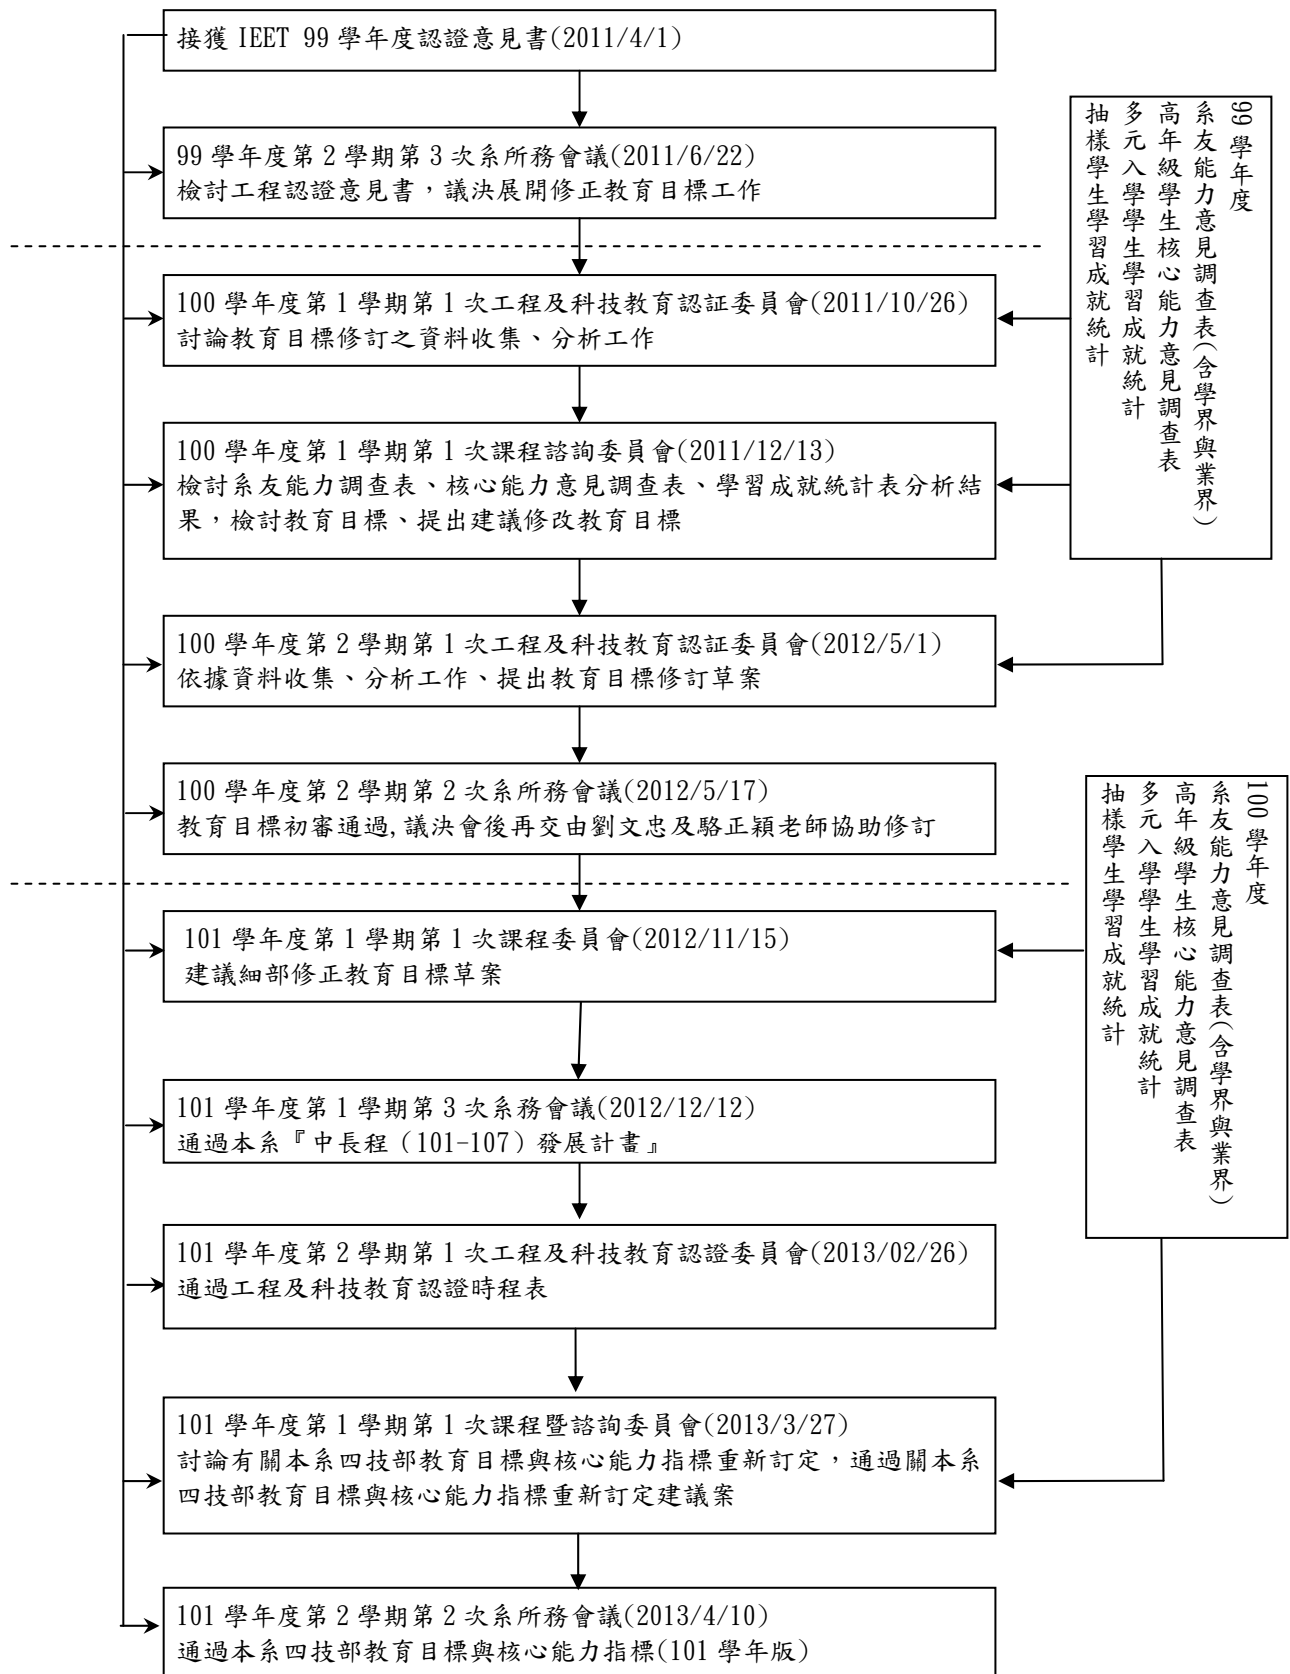 接獲 IEET 99 學年度認證意見書(2011/4/1)
99 學年度第 2 學期第 3 次系所務會議(2011/6/22)
檢討工程認證意見書，議決展開修正教育目標工作
100 學年度第 1 學期第 1 次工程及科技教育認証委員會(2011/10/26)
討論教育目標修訂之資料收集、分析工作
100 學年度第 1 學期第 1 次課程諮詢委員會(2011/12/13)
檢討系友能力調查表、核心能力意見調查表、學習成就統計表分析結
果，檢討教育目標、提出建議修改教育目標
100 學年度第 2 學期第 1 次工程及科技教育認証委員會(2012/5/1)
依據資料收集、分析工作、提出教育目標修訂草案
100 學年度第 2 學期第 2 次系所務會議(2012/5/17)
教育目標初審通過,議決會後再交由劉文忠及駱正穎老師協助修訂
101 學年度第 1 學期第 1 次課程委員會(2012/11/15)
建議細部修正教育目標草案
101 學年度第 1 學期第 3 次系務會議(2012/12/12)
通過本系『中長程（101-107）發展計畫』
101 學年度第 2 學期第 1 次工程及科技教育認證委員會(2013/02/26)
通過工程及科技教育認證時程表
101 學年度第 1 學期第 1 次課程暨諮詢委員會(2013/3/27)
討論有關本系四技部教育目標與核心能力指標重新訂定，通過關本系
四技部教育目標與核心能力指標重新訂定建議案
101 學年度第 2 學期第 2 次系所務會議(2013/4/10)
通過本系四技部教育目標與核心能力指標(101 學年版)
99 學年度
系友能力意見調查表(含學界與業界)
高年級學生核心能力意見調查表
多元入學學生學習成就統計
抽樣學生學習成就統計
100 學年度
系友能力意見調查表(含學界與業界)
高年級學生核心能力意見調查表
多元入學學生學習成就統計
抽樣學生學習成就統計